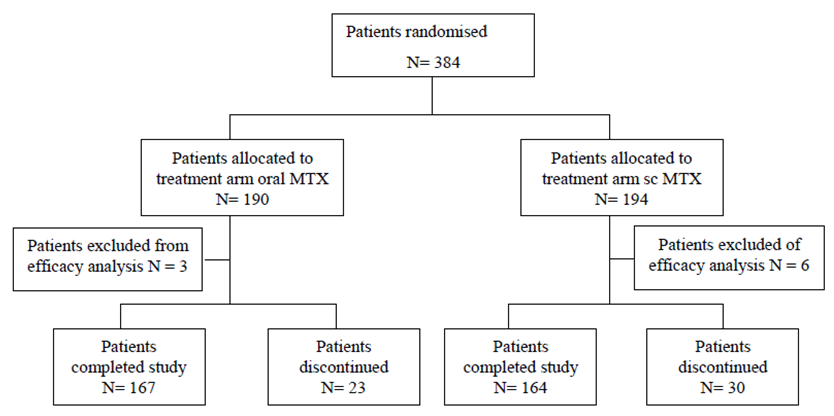 Patients randomised
N= 384
Patients allocated to
treatment arm oral MTX
N= 190
Patients allocated to
treatment arm sc MTX
N= 194
Patients excluded from
efficacy analysis N = 3
Patients excluded of
efficacy analysis N = 6
Patients
completed study
N= 167
Patients
discontinued
N= 23
Patients
completed study
N= 164
Patients
discontinued
N= 30